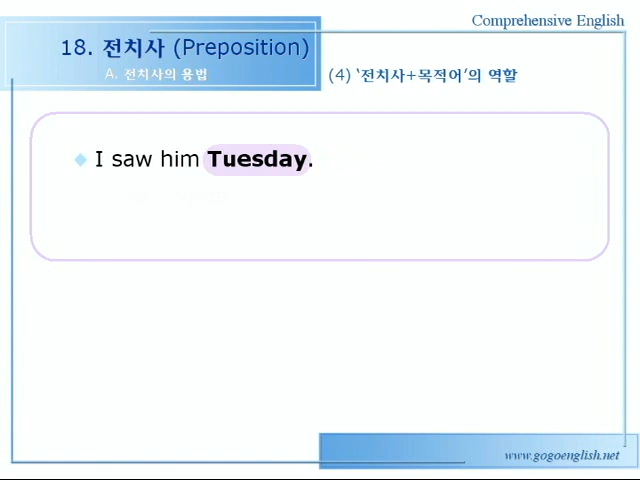 Comprehensive English
18. 전치사 (Preposition)
A. 전치사의 용법
(4) ‘전치사+목적어’의 역할
I saw him Tuesday.
www.gogoenglish.net